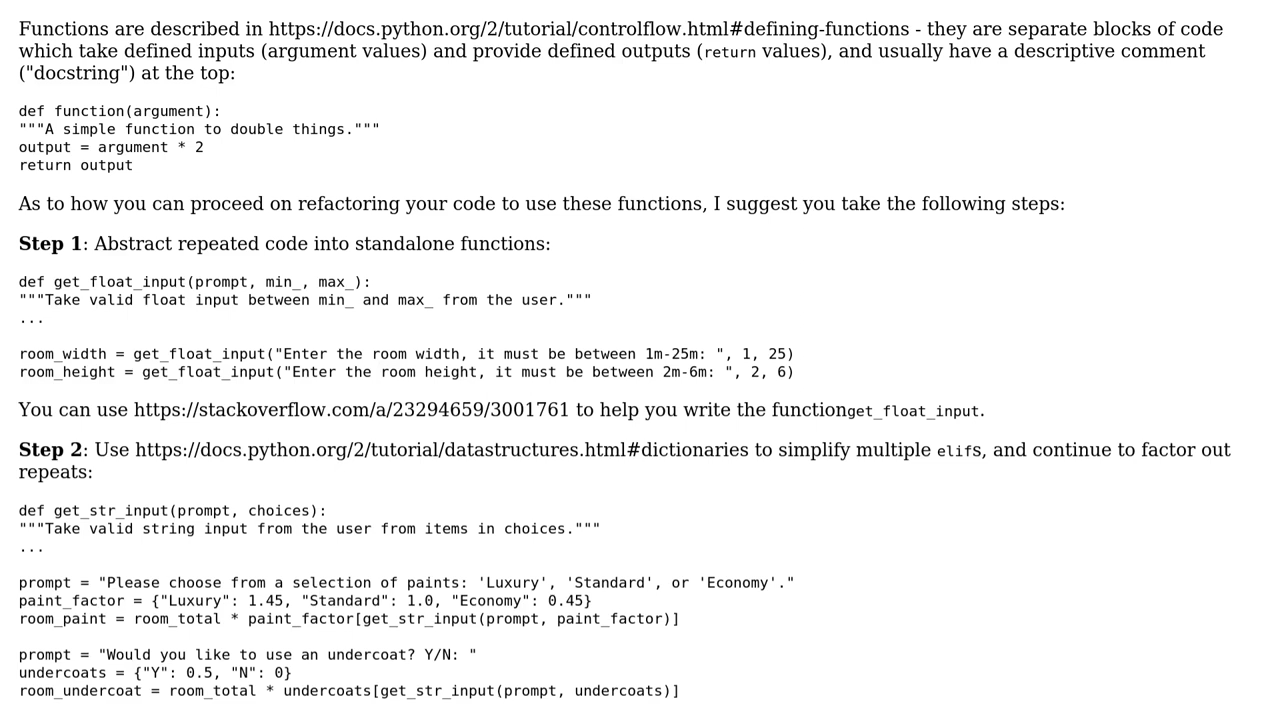 Functions are described in https://docs.python.org/2/tutorial/controlflow.html#defining-functions - they are separate blocks of code
which take defined inputs (argument values) and provide defined outputs (return values), and usually have a descriptive comment
("docstring") at the top:
def function(argument):
"""A simple function to double things."""
output = argument * 2
return output
As to how you can proceed on refactoring your code to use these functions, I suggest you take the following steps:
Step 1: Abstract repeated code into standalone functions:
def get_float_input(prompt, min_, max_):
"""Take valid float input between min_ and max_ from the user."""
...
room_width = get_float_input("Enter the room width, it must be between 1m-25m: ", 1, 25)
room_height = get_float_input("Enter the room height, it must be between 2m-6m: ", 2, 6)
You can use https://stackoverflow.com/a/23294659/3001761 to help you write the functionget_float_input.
Step 2: Use https://docs.python.org/2/tutorial/datastructures.html#dictionaries to simplify multiple elifs, and continue to factor out
repeats:
def get_str_input(prompt, choices):
"""Take valid string input from the user from items in choices."""
...
prompt = "Please choose from a selection of paints: 'Luxury', 'Standard', or 'Economy'."
paint_factor = {"Luxury": 1.45, "Standard": 1.0, "Economy": 0.45}
room_paint = room_total * paint_factor[get_str_input(prompt, paint_factor)]
prompt = "Would you like to use an undercoat? Y/N: "
undercoats = {"Y": 0.5, "N": 0}
room_undercoat = room_total * undercoats[get_str_input(prompt, undercoats)]